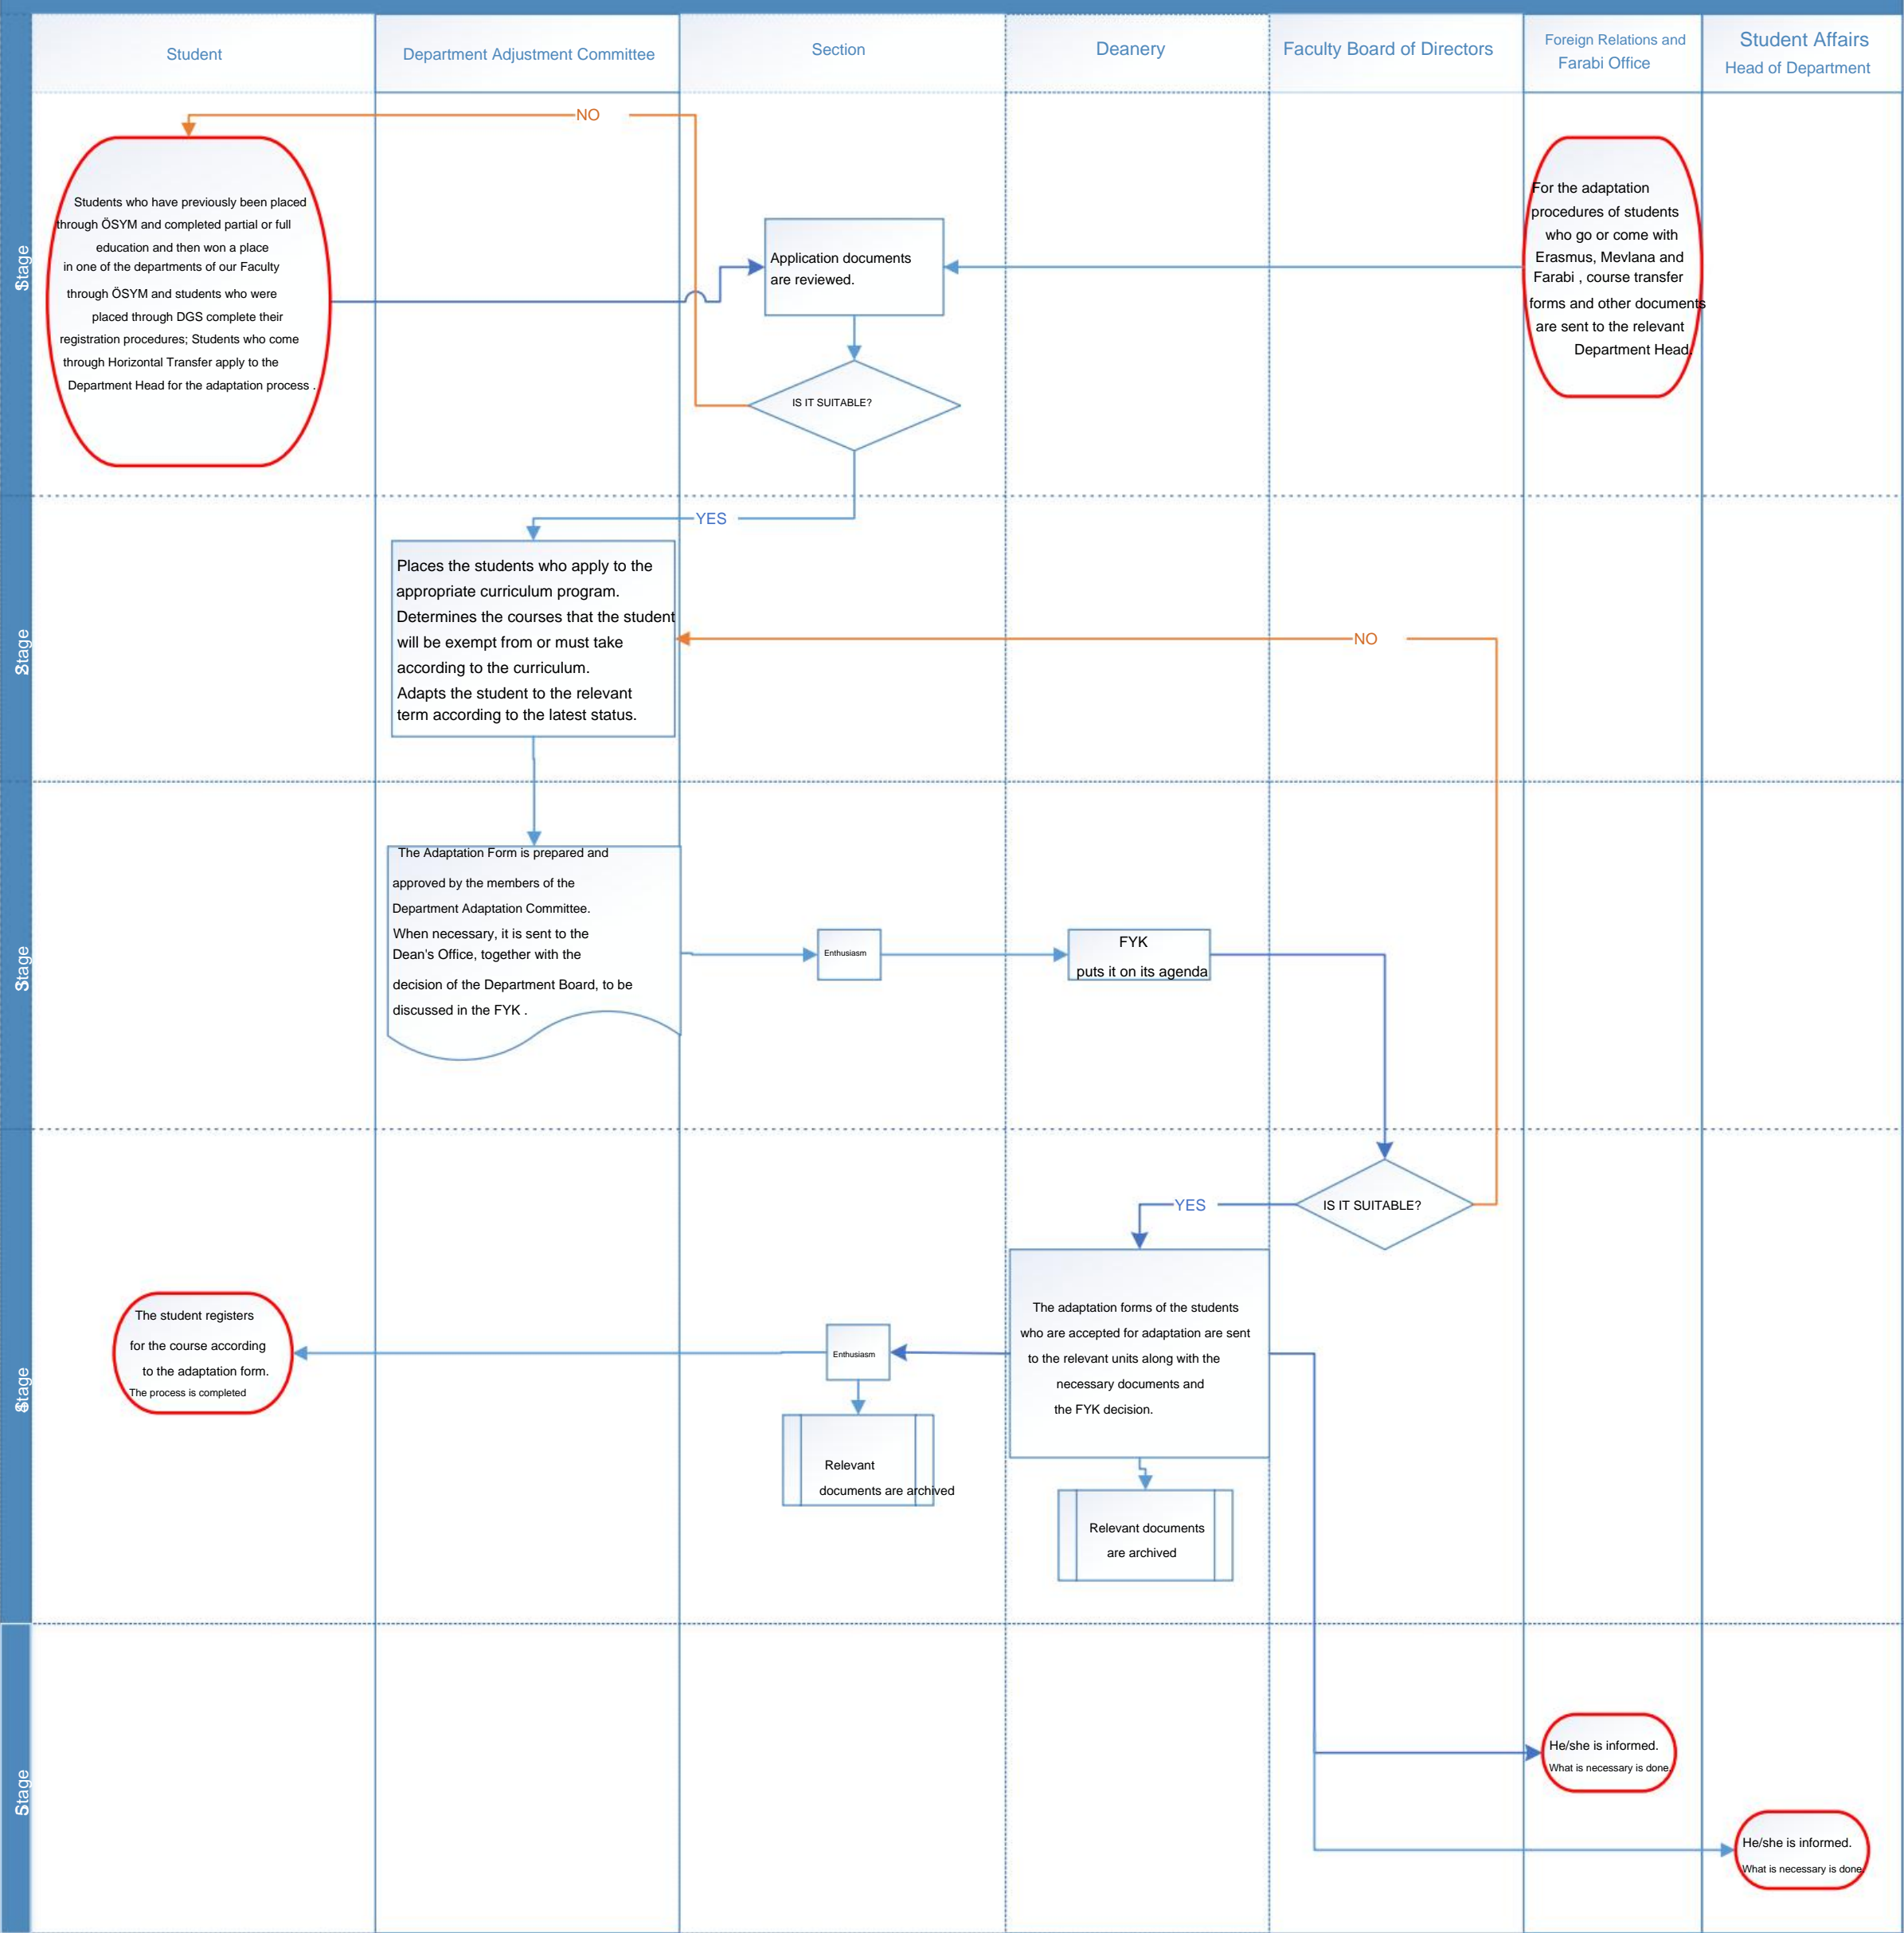 Student
Department Adjustment Committee
Section
Deanery
Faculty Board of Directors
Foreign Relations and
Farabi Office
Student Affairs
Head of Department
Stage
NO
Students who have previously been placed
through ÖSYM and completed partial or full
education and then won a place
in one of the departments of our Faculty
through ÖSYM and students who were
placed through DGS complete their
registration procedures; Students who come
through Horizontal Transfer apply to the
Department Head for the adaptation process .
Application documents
are reviewed.
IS IT SUITABLE?
For the adaptation
procedures of students
who go or come with
Erasmus, Mevlana and
Farabi , course transfer
forms and other documents
are sent to the relevant
Department Head.
Stage
YES
Places the students who apply to the
appropriate curriculum program.
Determines the courses that the student
will be exempt from or must take
according to the curriculum.
Adapts the student to the relevant
term according to the latest status.
NO
Stage
The Adaptation Form is prepared and
approved by the members of the
Department Adaptation Committee.
When necessary, it is sent to the
Dean's Office, together with the
decision of the Department Board, to be
discussed in the FYK .
Enthusiasm
FYK
puts it on its agenda
Stage
IS IT SUITABLE?
YES
The student registers
for the course according
to the adaptation form.
The process is completed
Enthusiasm
Relevant
documents are archived
The adaptation forms of the students
who are accepted for adaptation are sent
to the relevant units along with the
necessary documents and
the FYK decision.
Relevant documents
are archived
Stage
He/she is informed.
What is necessary is done.
He/she is informed.
What is necessary is done.